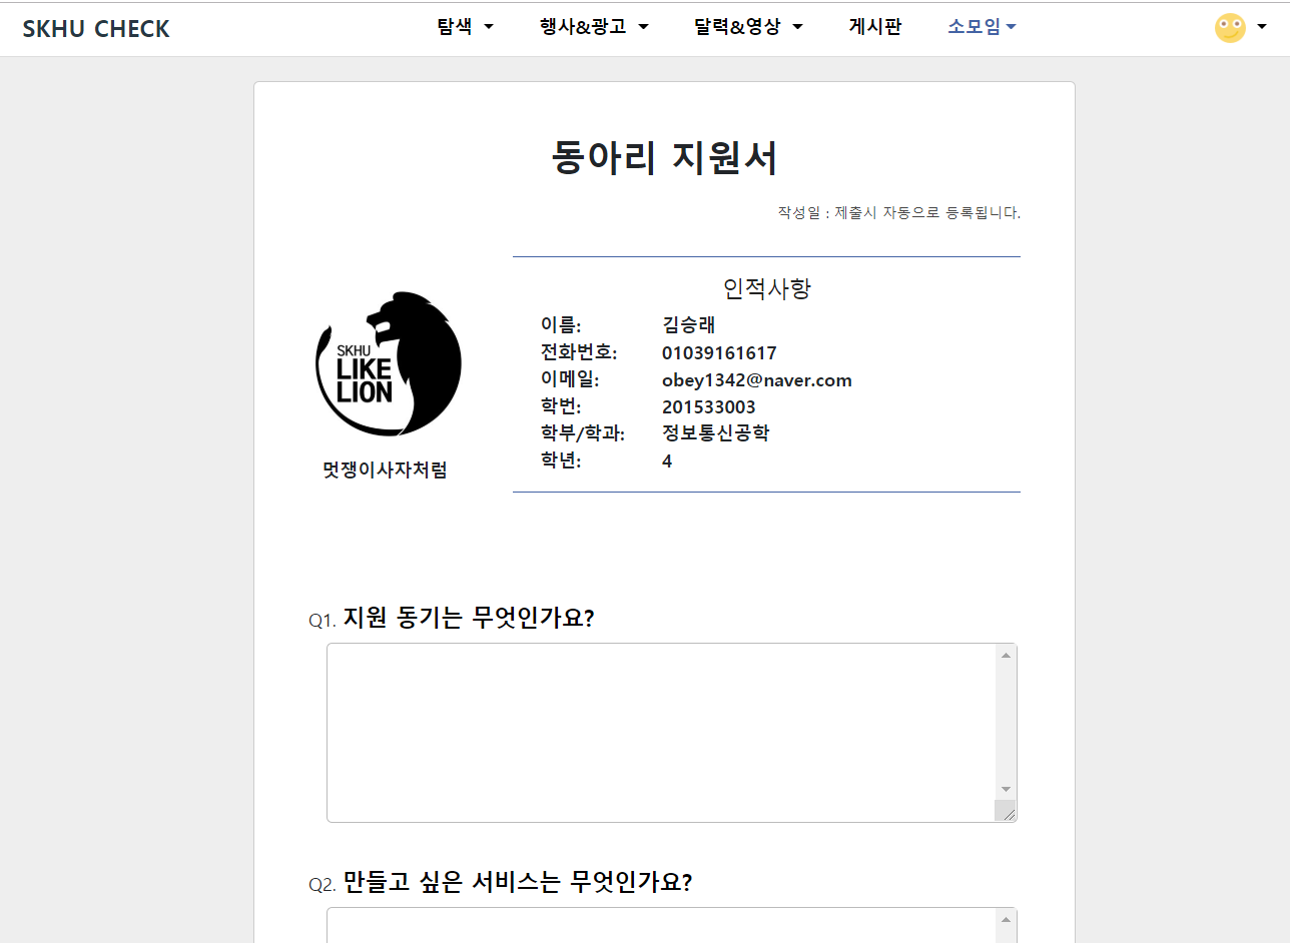 SKHU CHECK 탐색 행사&광고 달력&영상 게시판 소모임
동아리 지원서
작성일 : 제출시 자동으로 등록됩니다.
인적사항
이름: 김승래
전화번호: 01039161617
이메일: obey1342@naver.com
학번: 201533003
학부/학과: 정보통신공학
학년: 4
SKHU
LIKE
LION
멋쟁이사자처럼
Q1. 지원 동기는 무엇인가요?
Q2. 만들고 싶은 서비스는 무엇인가요?